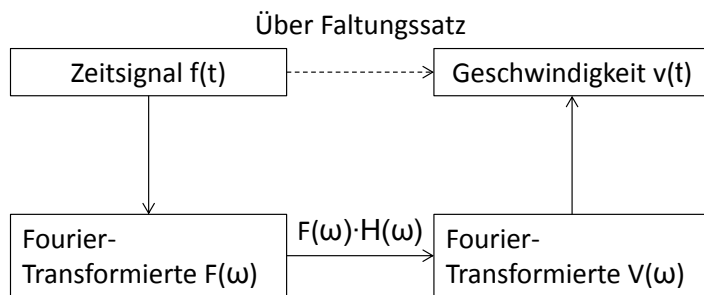 Über Faltungssatz
Zeitsignal f(t)
Geschwindigkeit v(t)
F(ω)·H(ω)
Fourier-
Transformierte F(ω)
Fourier-
Transformierte V(ω)